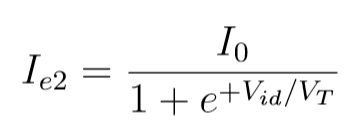 I_{e2} = \frac{I_0}{1 + e^{+V_{id}/V_T}}